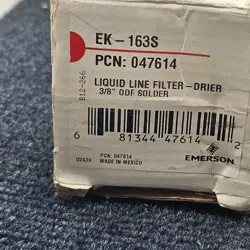 EK-163S
PCN: 047614
B12-266
LIQUID LINE FILTER-DRIER
3/8" ODF SOLDER
6 81344 47614 2
EMERSON
V2439
PCN: 047614
MADE IN MEXICO